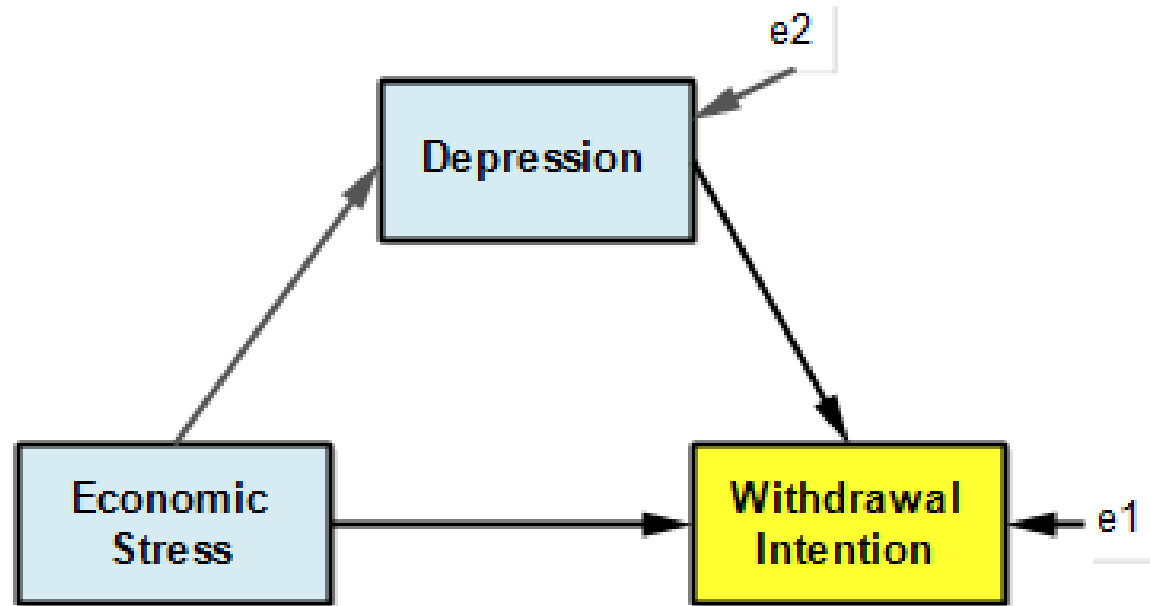 e2
Depression
Economic
Stress
Withdrawal
Intention
e1